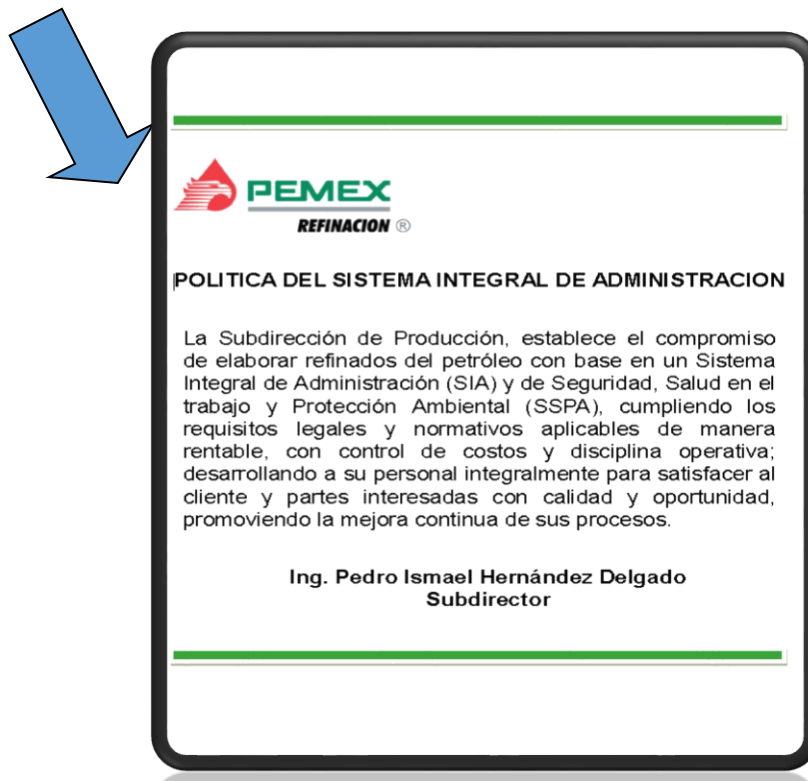 PEMEX
REFINACION ®
POLITICA DEL SISTEMA INTEGRAL DE ADMINISTRACION
La Subdirección de Producción, establece el compromiso
de elaborar refinados del petróleo con base en un Sistema
Integral de Administración (SIA) y de Seguridad, Salud en el
trabajo y Protección Ambiental (SSPA), cumpliendo los
requisitos legales y normativos aplicables de manera
rentable, con control de costos y disciplina operativa;
desarrollando a su personal integralmente para satisfacer al
cliente y partes interesadas con calidad y oportunidad,
promoviendo la mejora continua de sus procesos.
Ing. Pedro Ismael Hernández Delgado
Subdirector